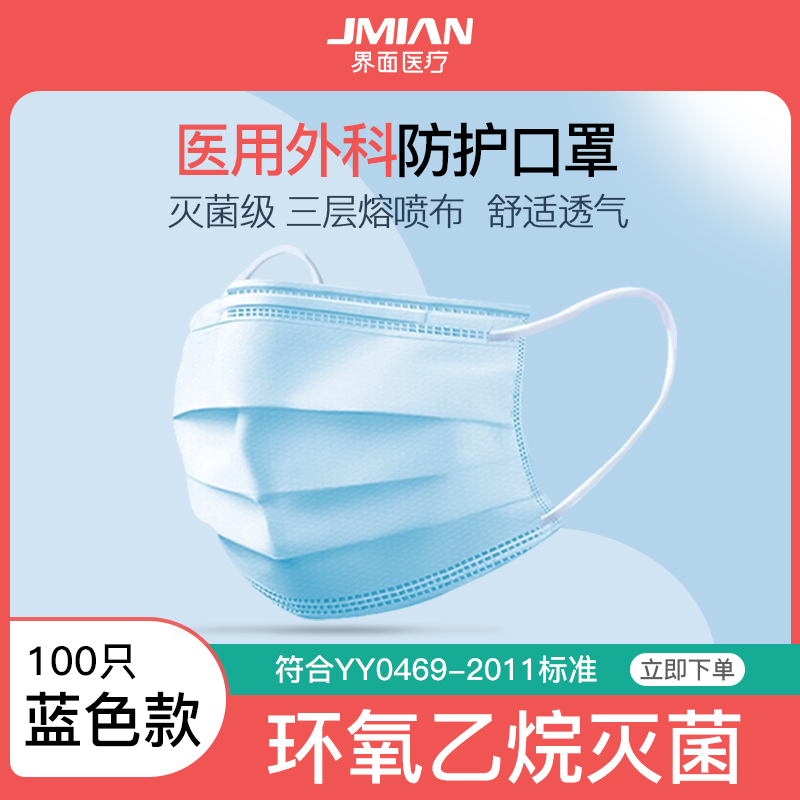 JMIAN
界面医疗
医用外科防护口罩
灭菌级 三层熔喷布 舒适透气
100只
蓝色款
符合YY0469-2011标准
立即下单
环氧乙烷灭菌